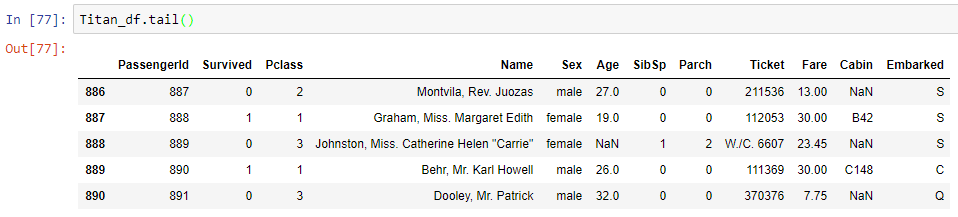 In [77]: Titan_df.tail()
Out[77]:
PassengerId Survived Pclass Name Sex Age SibSp Parch Ticket Fare Cabin Embarked
886 887 0 2 Montvila, Rev. Juozas male 27.0 0 0 211536 13.00 NaN S
887 888 1 1 Graham, Miss. Margaret Edith female 19.0 0 0 112053 30.00 B42 S
888 889 0 3 Johnston, Miss. Catherine Helen "Carrie" female NaN 1 2 W./C. 6607 23.45 NaN S
889 890 1 1 Behr, Mr. Karl Howell male 26.0 0 0 111369 30.00 C148 C
890 891 0 3 Dooley, Mr. Patrick male 32.0 0 0 370376 7.75 NaN Q